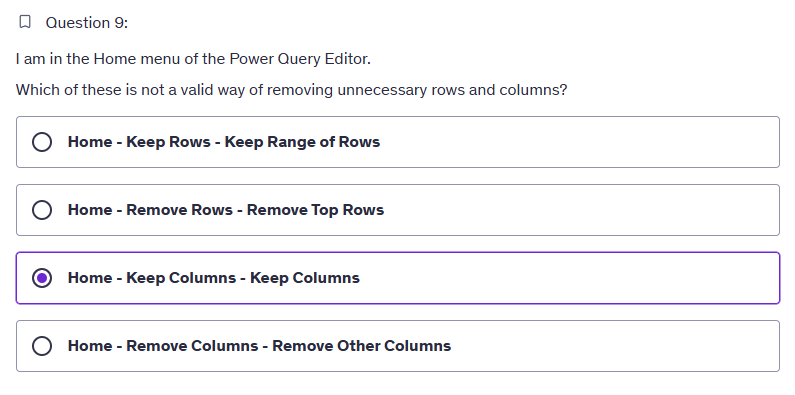 Question 9:
I am in the Home menu of the Power Query Editor.
Which of these is not a valid way of removing unnecessary rows and columns?
Home - Keep Rows - Keep Range of Rows
Home - Remove Rows - Remove Top Rows
Home - Keep Columns - Keep Columns
Home - Remove Columns - Remove Other Columns